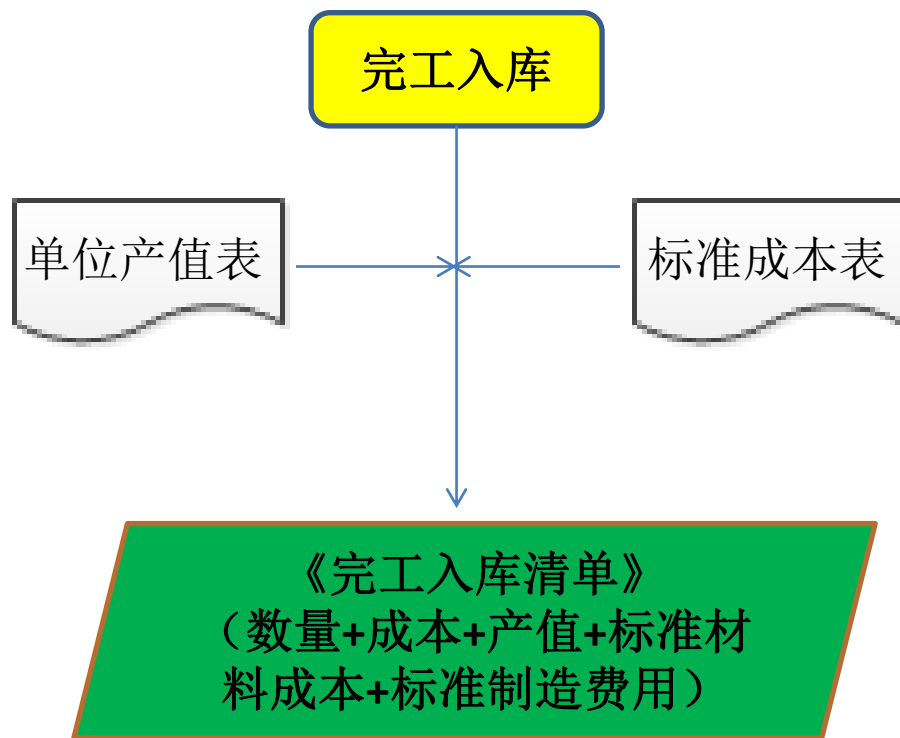 完工入库
单位产值表
标准成本表
《完工入库清单》
（数量+成本+产值+标准材
料成本+标准制造费用）